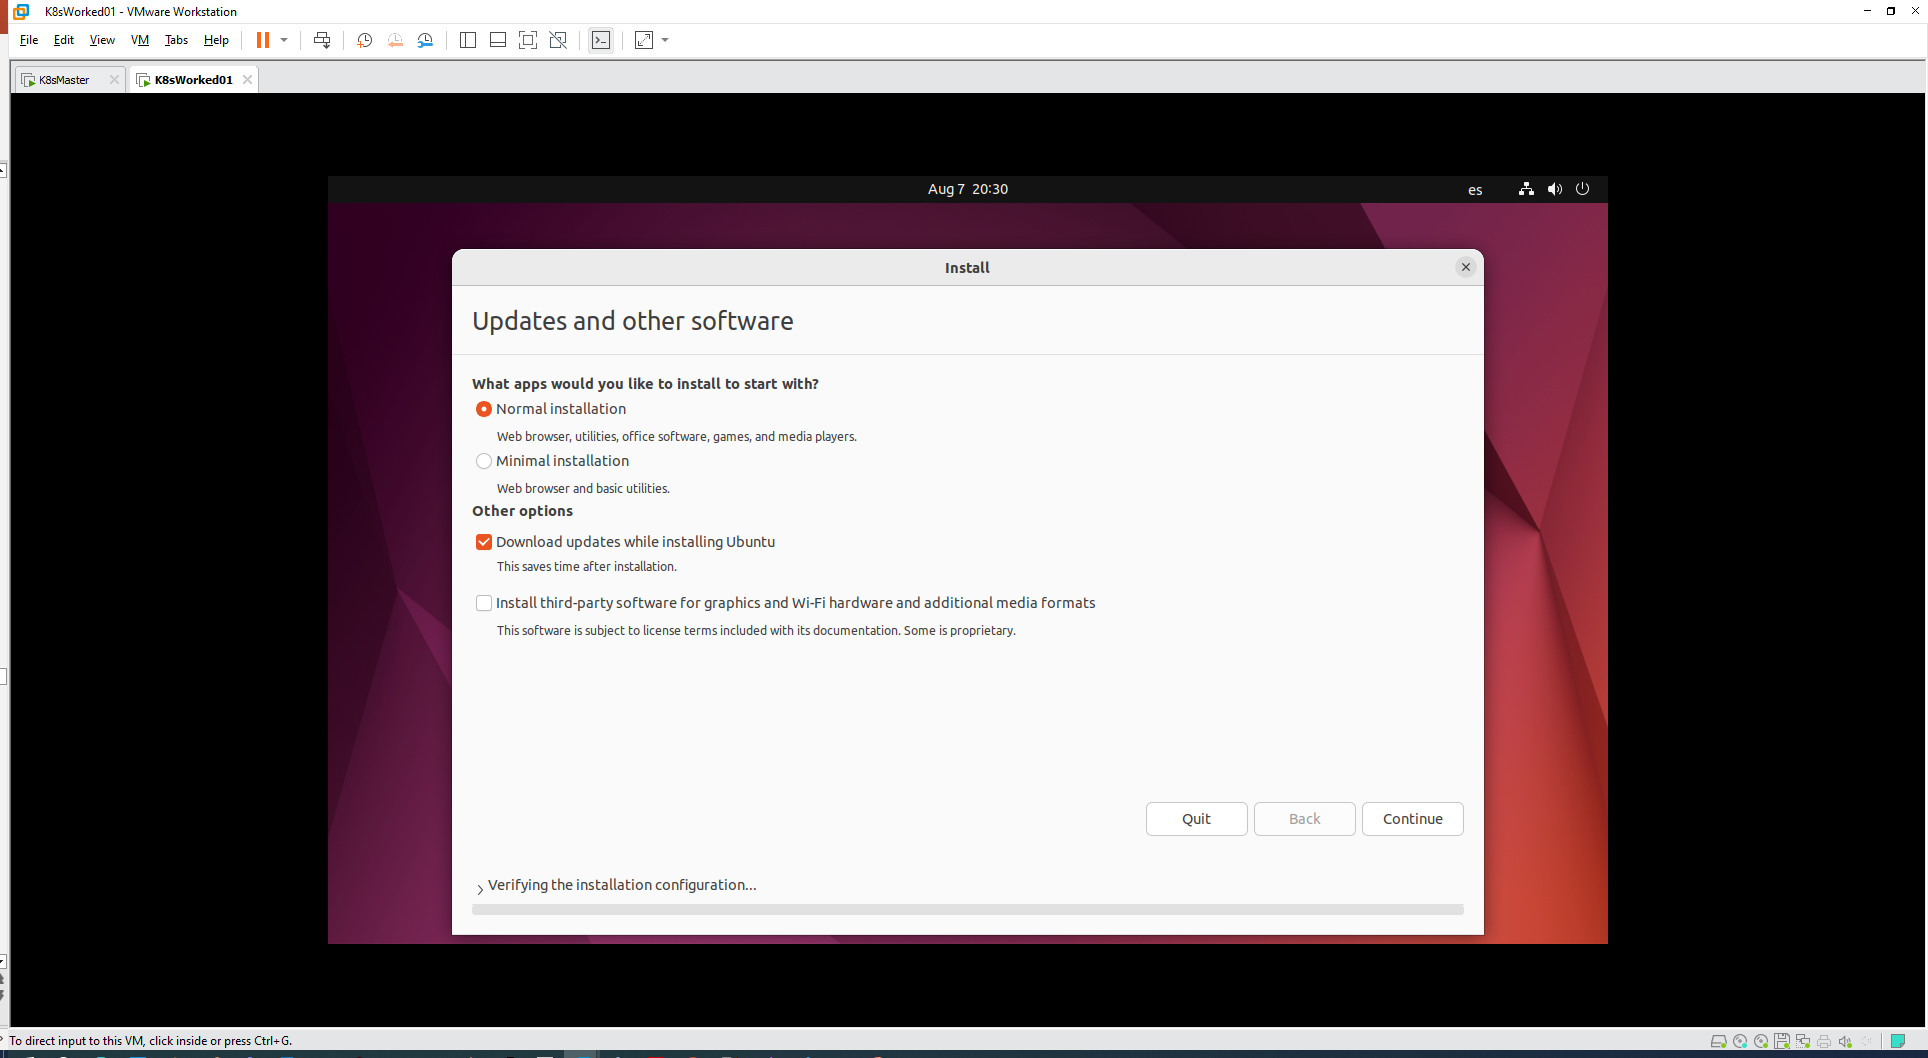 K8sWorked01 - VMware Workstation
File Edit View VM Tabs Help
K8sMaster K8sWorked01
Aug 7 20:30 es
Install
Updates and other software
What apps would you like to install to start with?
Normal installation
Web browser, utilities, office software, games, and media players.
Minimal installation
Web browser and basic utilities.
Other options
Download updates while installing Ubuntu
This saves time after installation.
Install third-party software for graphics and Wi-Fi hardware and additional media formats
This software is subject to license terms included with its documentation. Some is proprietary.
Quit Back Continue
Verifying the installation configuration...
To direct input to this VM, click inside or press Ctrl+G.